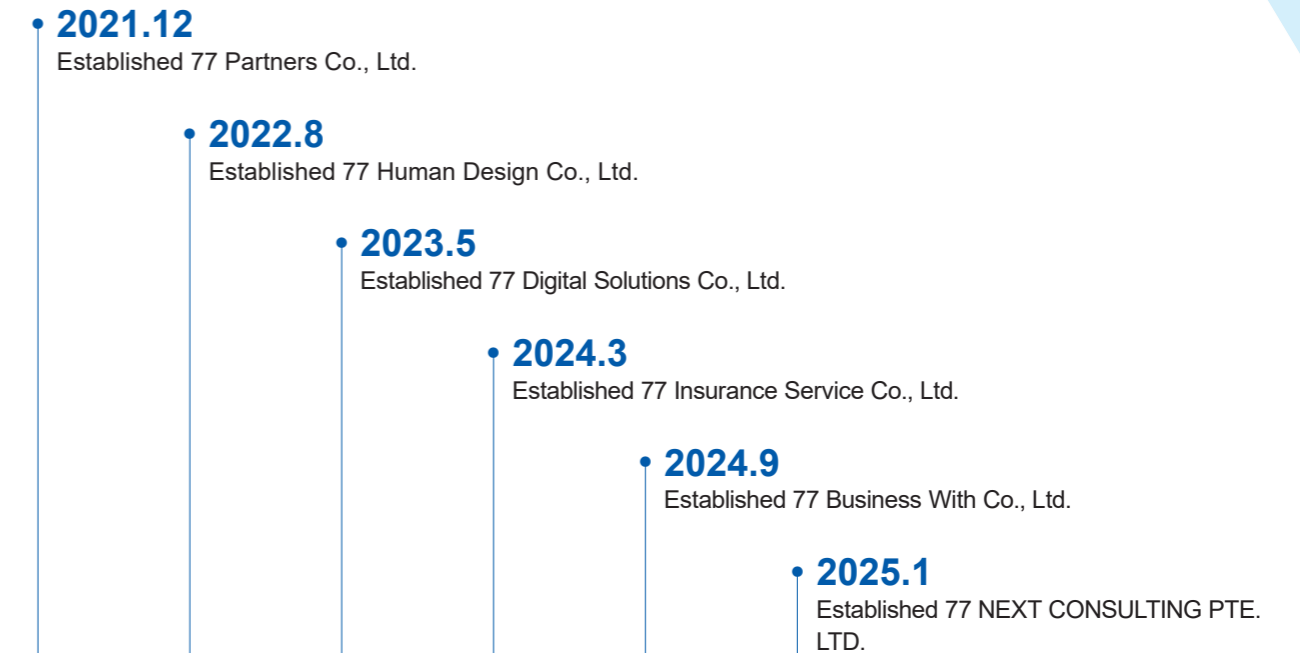 2021.12
Established 77 Partners Co., Ltd.
2022.8
Established 77 Human Design Co., Ltd.
2023.5
Established 77 Digital Solutions Co., Ltd.
2024.3
Established 77 Insurance Service Co., Ltd.
2024.9
Established 77 Business With Co., Ltd.
2025.1
Established 77 NEXT CONSULTING PTE.
LTD.